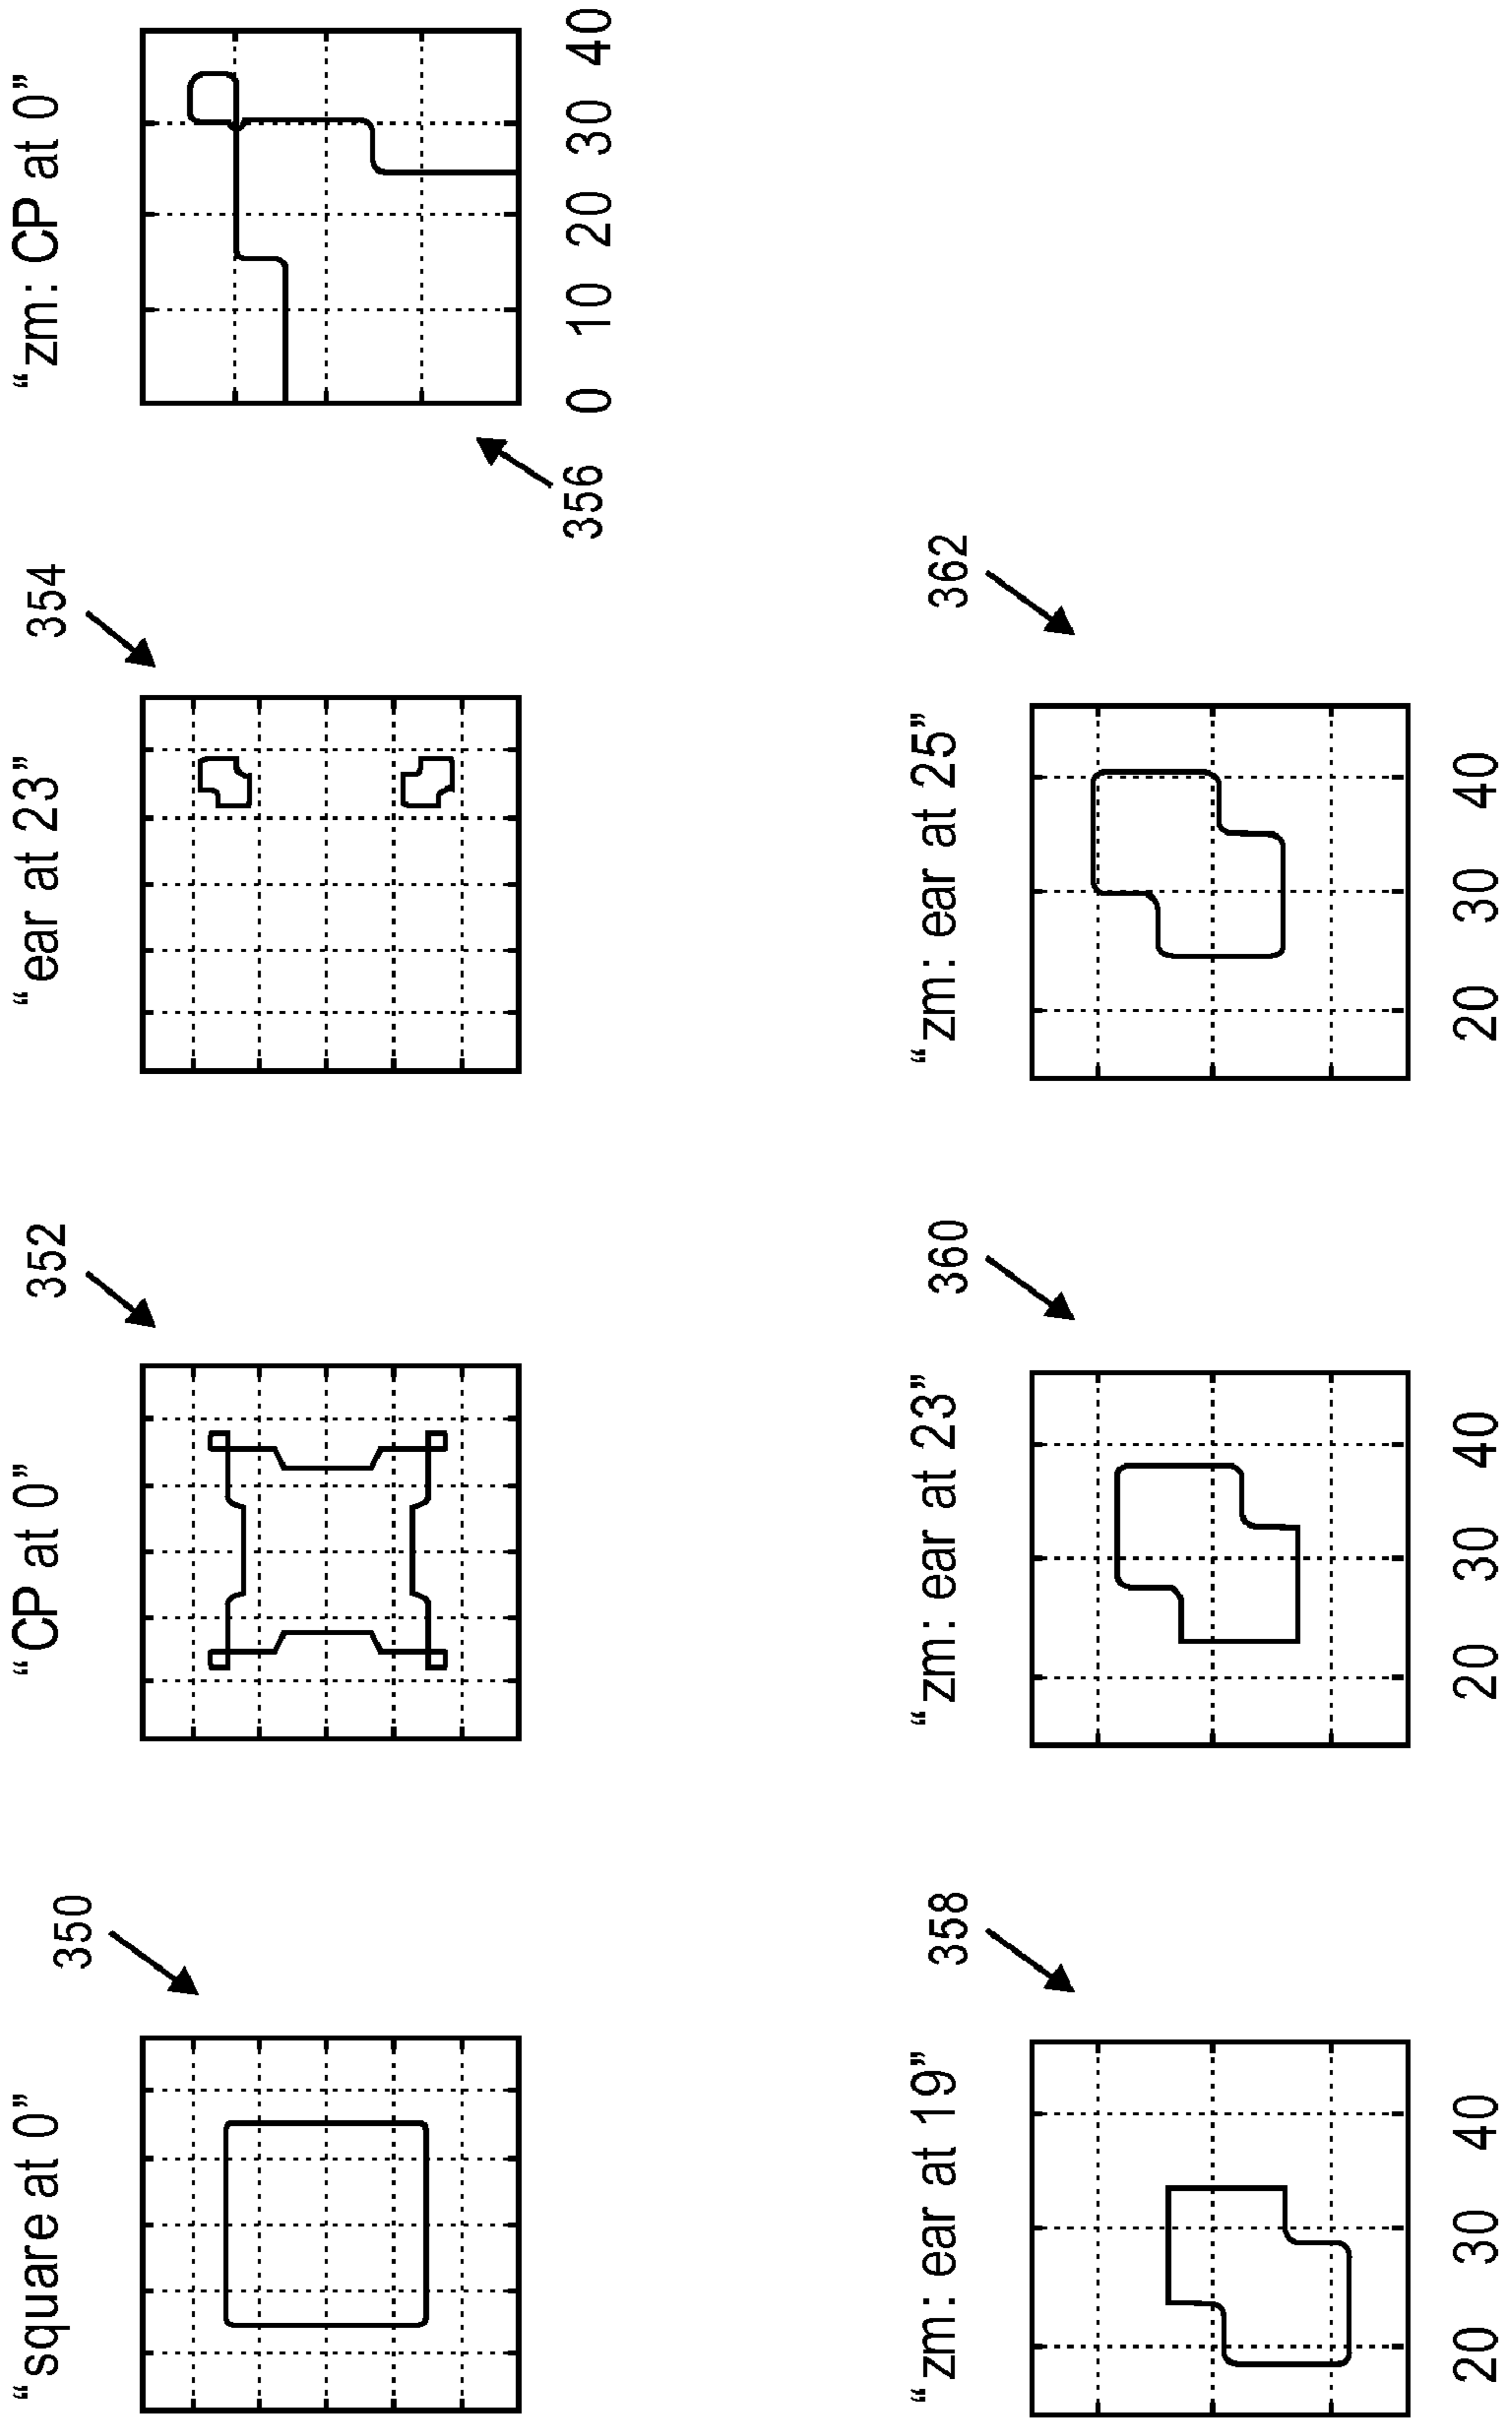 “square at 0”
350
“CP at 0”
352
“ear at 23”
354
“zm: CP at 0”
0 10 20 30 40
356
“zm: ear at 19”
358
20 30 40
“zm: ear at 23”
360
20 30 40
“zm: ear at 25”
362
20 30 40